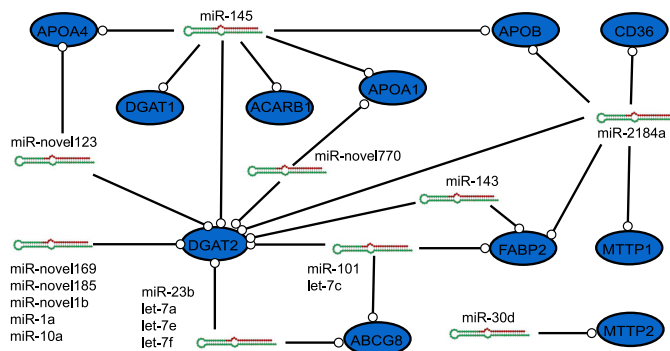 miR-145
APOA4
APOB
CD36
DGAT1
ACARB1
APOA1
miR-2184a
miR-novel123
miR-novel770
miR-143
DGAT2
FABP2
MTTP1
miR-novel169
miR-novel185
miR-novel1b
miR-1a
miR-10a
miR-101
let-7c
miR-23b
let-7a
let-7e
let-7f
ABCG8
miR-30d
MTTP2